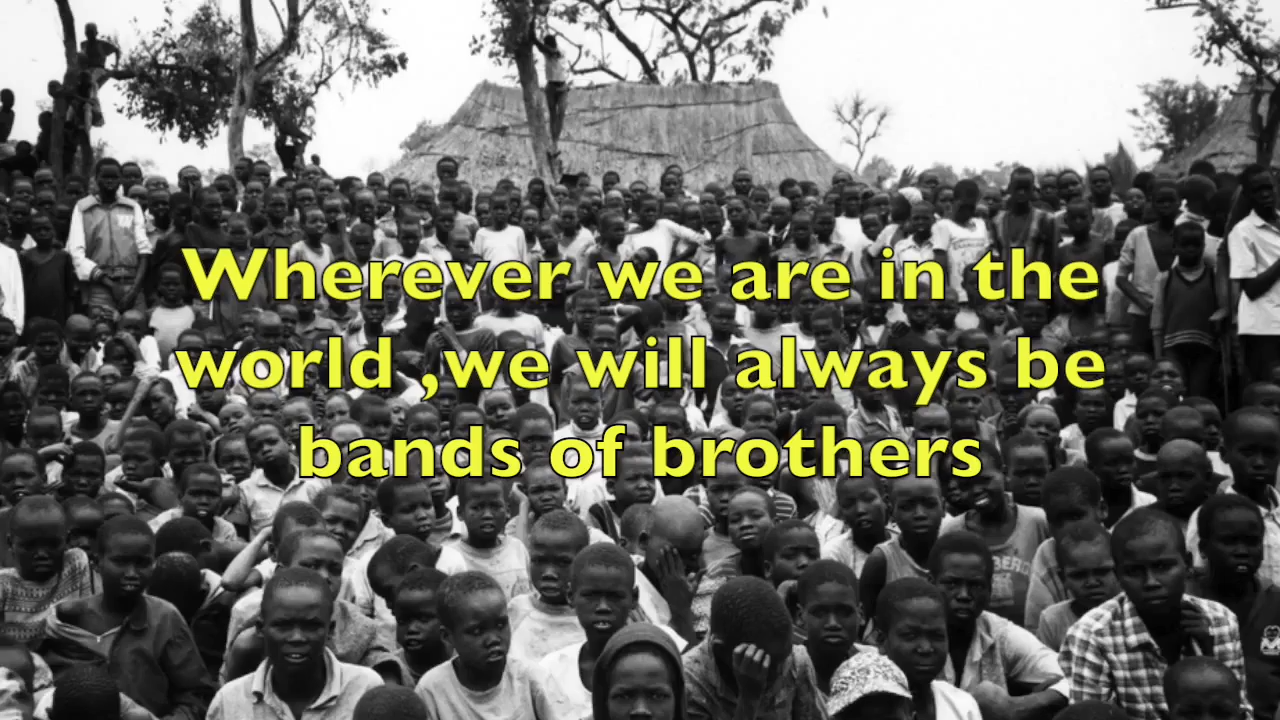 Wherever we are in the
world ,we will always be
bands of brothers